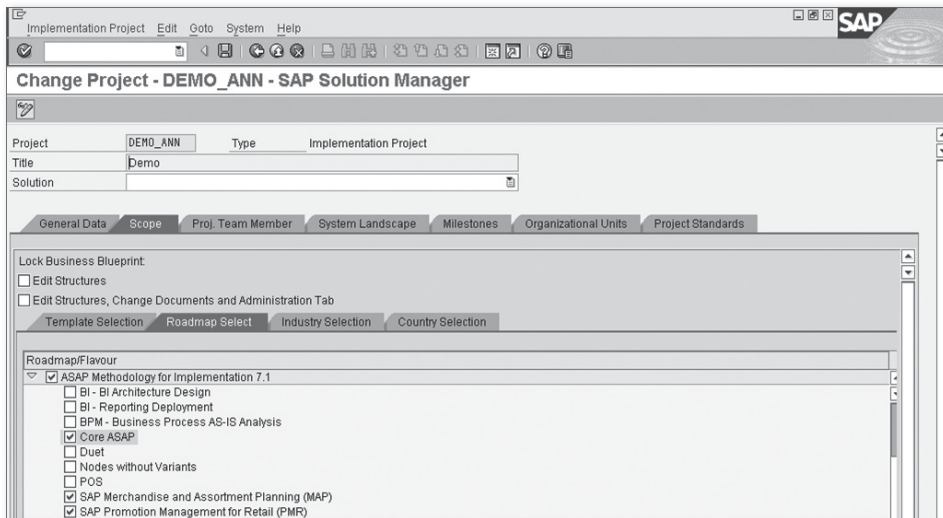 Implementation Project Edit Goto System Help
SAP
Change Project - DEMO_ANN - SAP Solution Manager
Project DEMO_ANN Type Implementation Project
Title Demo
Solution
General Data Scope Proj. Team Member System Landscape Milestones Organizational Units Project Standards
Lock Business Blueprint:
Edit Structures
Edit Structures, Change Documents and Administration Tab
Template Selection Roadmap Select Industry Selection Country Selection
Roadmap/Flavour
ASAP Methodology for Implementation 7.1
BI - BI Architecture Design
BI - Reporting Deployment
BPM - Business Process AS-IS Analysis
Core ASAP
Duet
Nodes without Variants
POS
SAP Merchandise and Assortment Planning (MAP)
SAP Promotion Management for Retail (PMR)